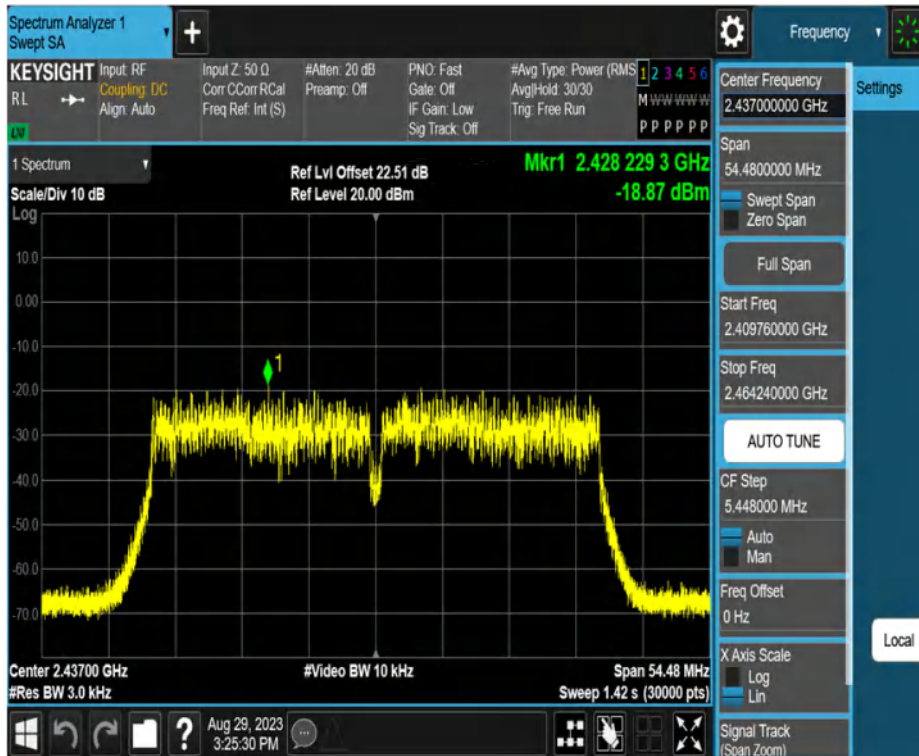 Spectrum Analyzer 1
Swept SA
+
Frequency
KEYSIGHT
RL
Input: RF
Coupling: DC
Align: Auto
Input Z: 50 Ω
Corr CCorr RCal
Freq Ref: Int (S)
#Atten: 20 dB
Preamp: Off
PNO: Fast
Gate: Off
IF Gain: Low
Sig Track: Off
#Avg Type: Power (RMS
Avg|Hold: 30/30
Trig: Free Run
1 2 3 4 5 6
M W W W W W
P P P P P P
1 Spectrum
Scale/Div 10 dB
Log
Ref Lvl Offset 22.51 dB
Ref Level 20.00 dBm
Mkr1 2.428 229 3 GHz
-18.87 dBm
10.0
0.00
-10.0
-20.0
-30.0
-40.0
-50.0
-60.0
-70.0
1
Center 2.43700 GHz
#Res BW 3.0 kHz
#Video BW 10 kHz
Span 54.48 MHz
Sweep 1.42 s (30000 pts)
?
Aug 29, 2023
3:25:30 PM
Center Frequency
2.437000000 GHz
Span
54.4800000 MHz
Swept Span
Zero Span
Full Span
Start Freq
2.409760000 GHz
Stop Freq
2.464240000 GHz
AUTO TUNE
CF Step
5.448000 MHz
Auto
Man
Freq Offset
0 Hz
X Axis Scale
Log
Lin
Signal Track
(Span Zoom)
Settings
Local